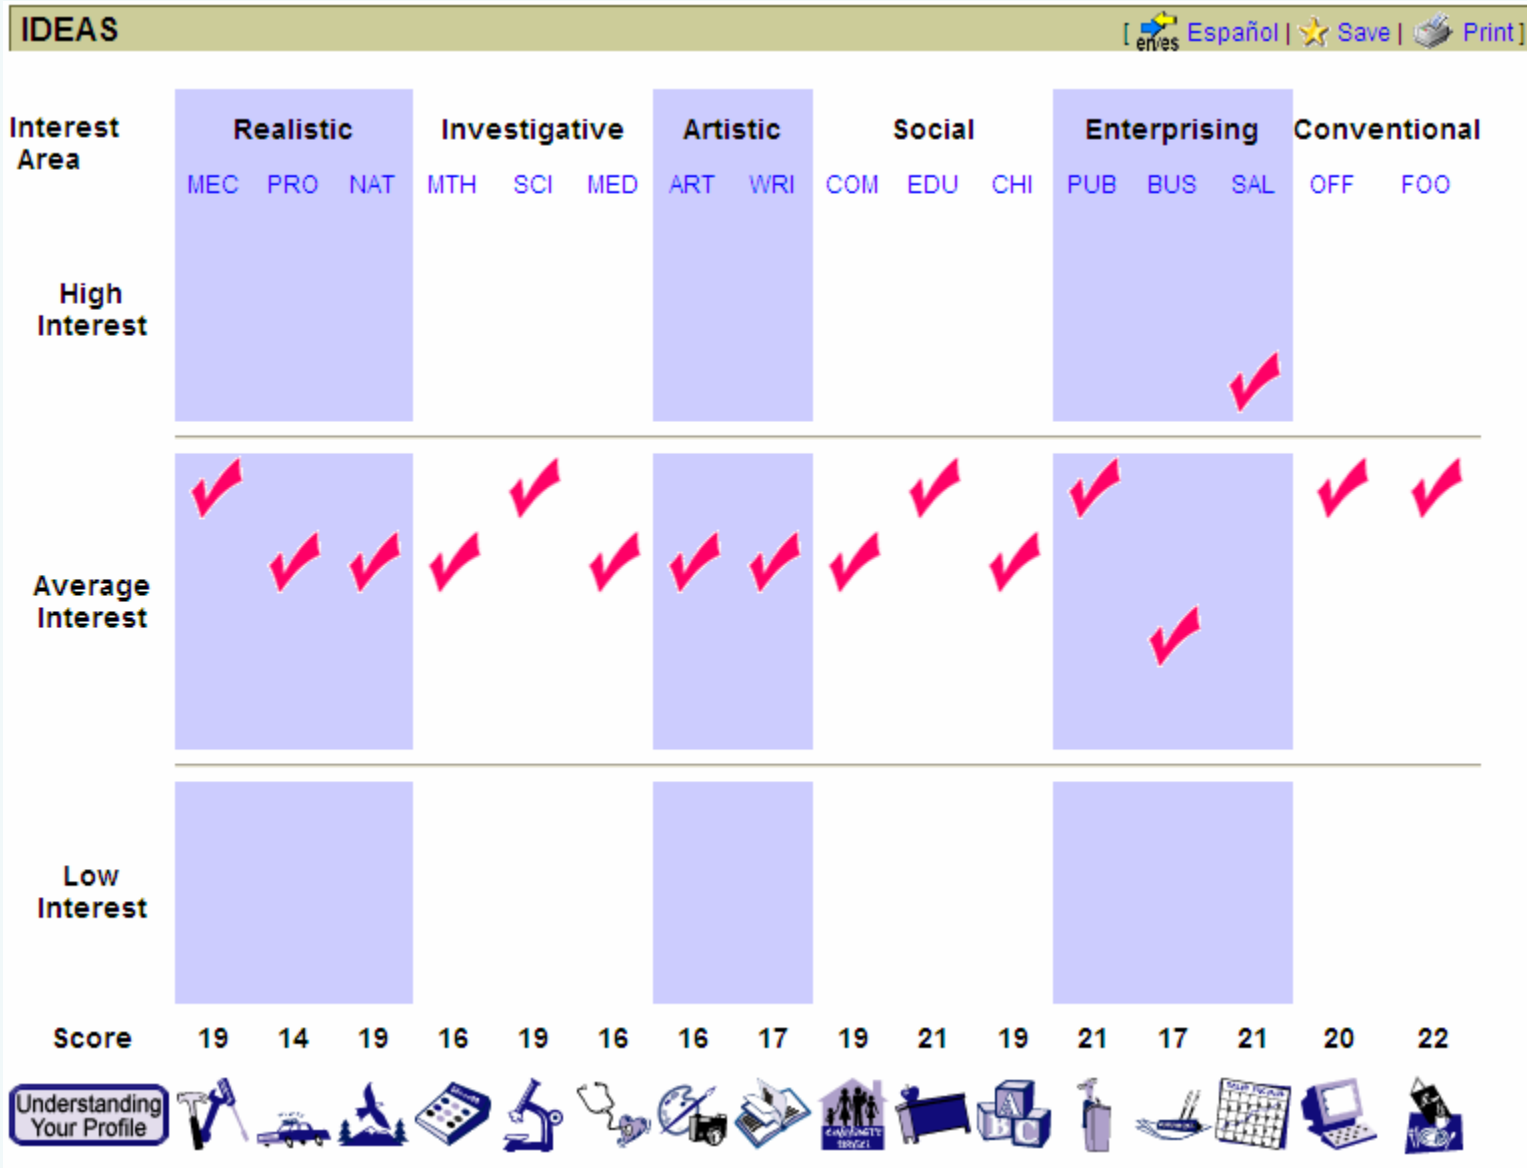 IDEAS
[ en/es Español | Save | Print ]
Interest Area
Realistic Investigative Artistic Social Enterprising Conventional
MEC PRO NAT MTH SCI MED ART WRI COM EDU CHI PUB BUS SAL OFF FOO
High
Interest
Average
Interest
Low
Interest
Score 19 14 19 16 19 16 16 17 19 21 19 21 17 21 20 22
Understanding
Your Profile
A
B C